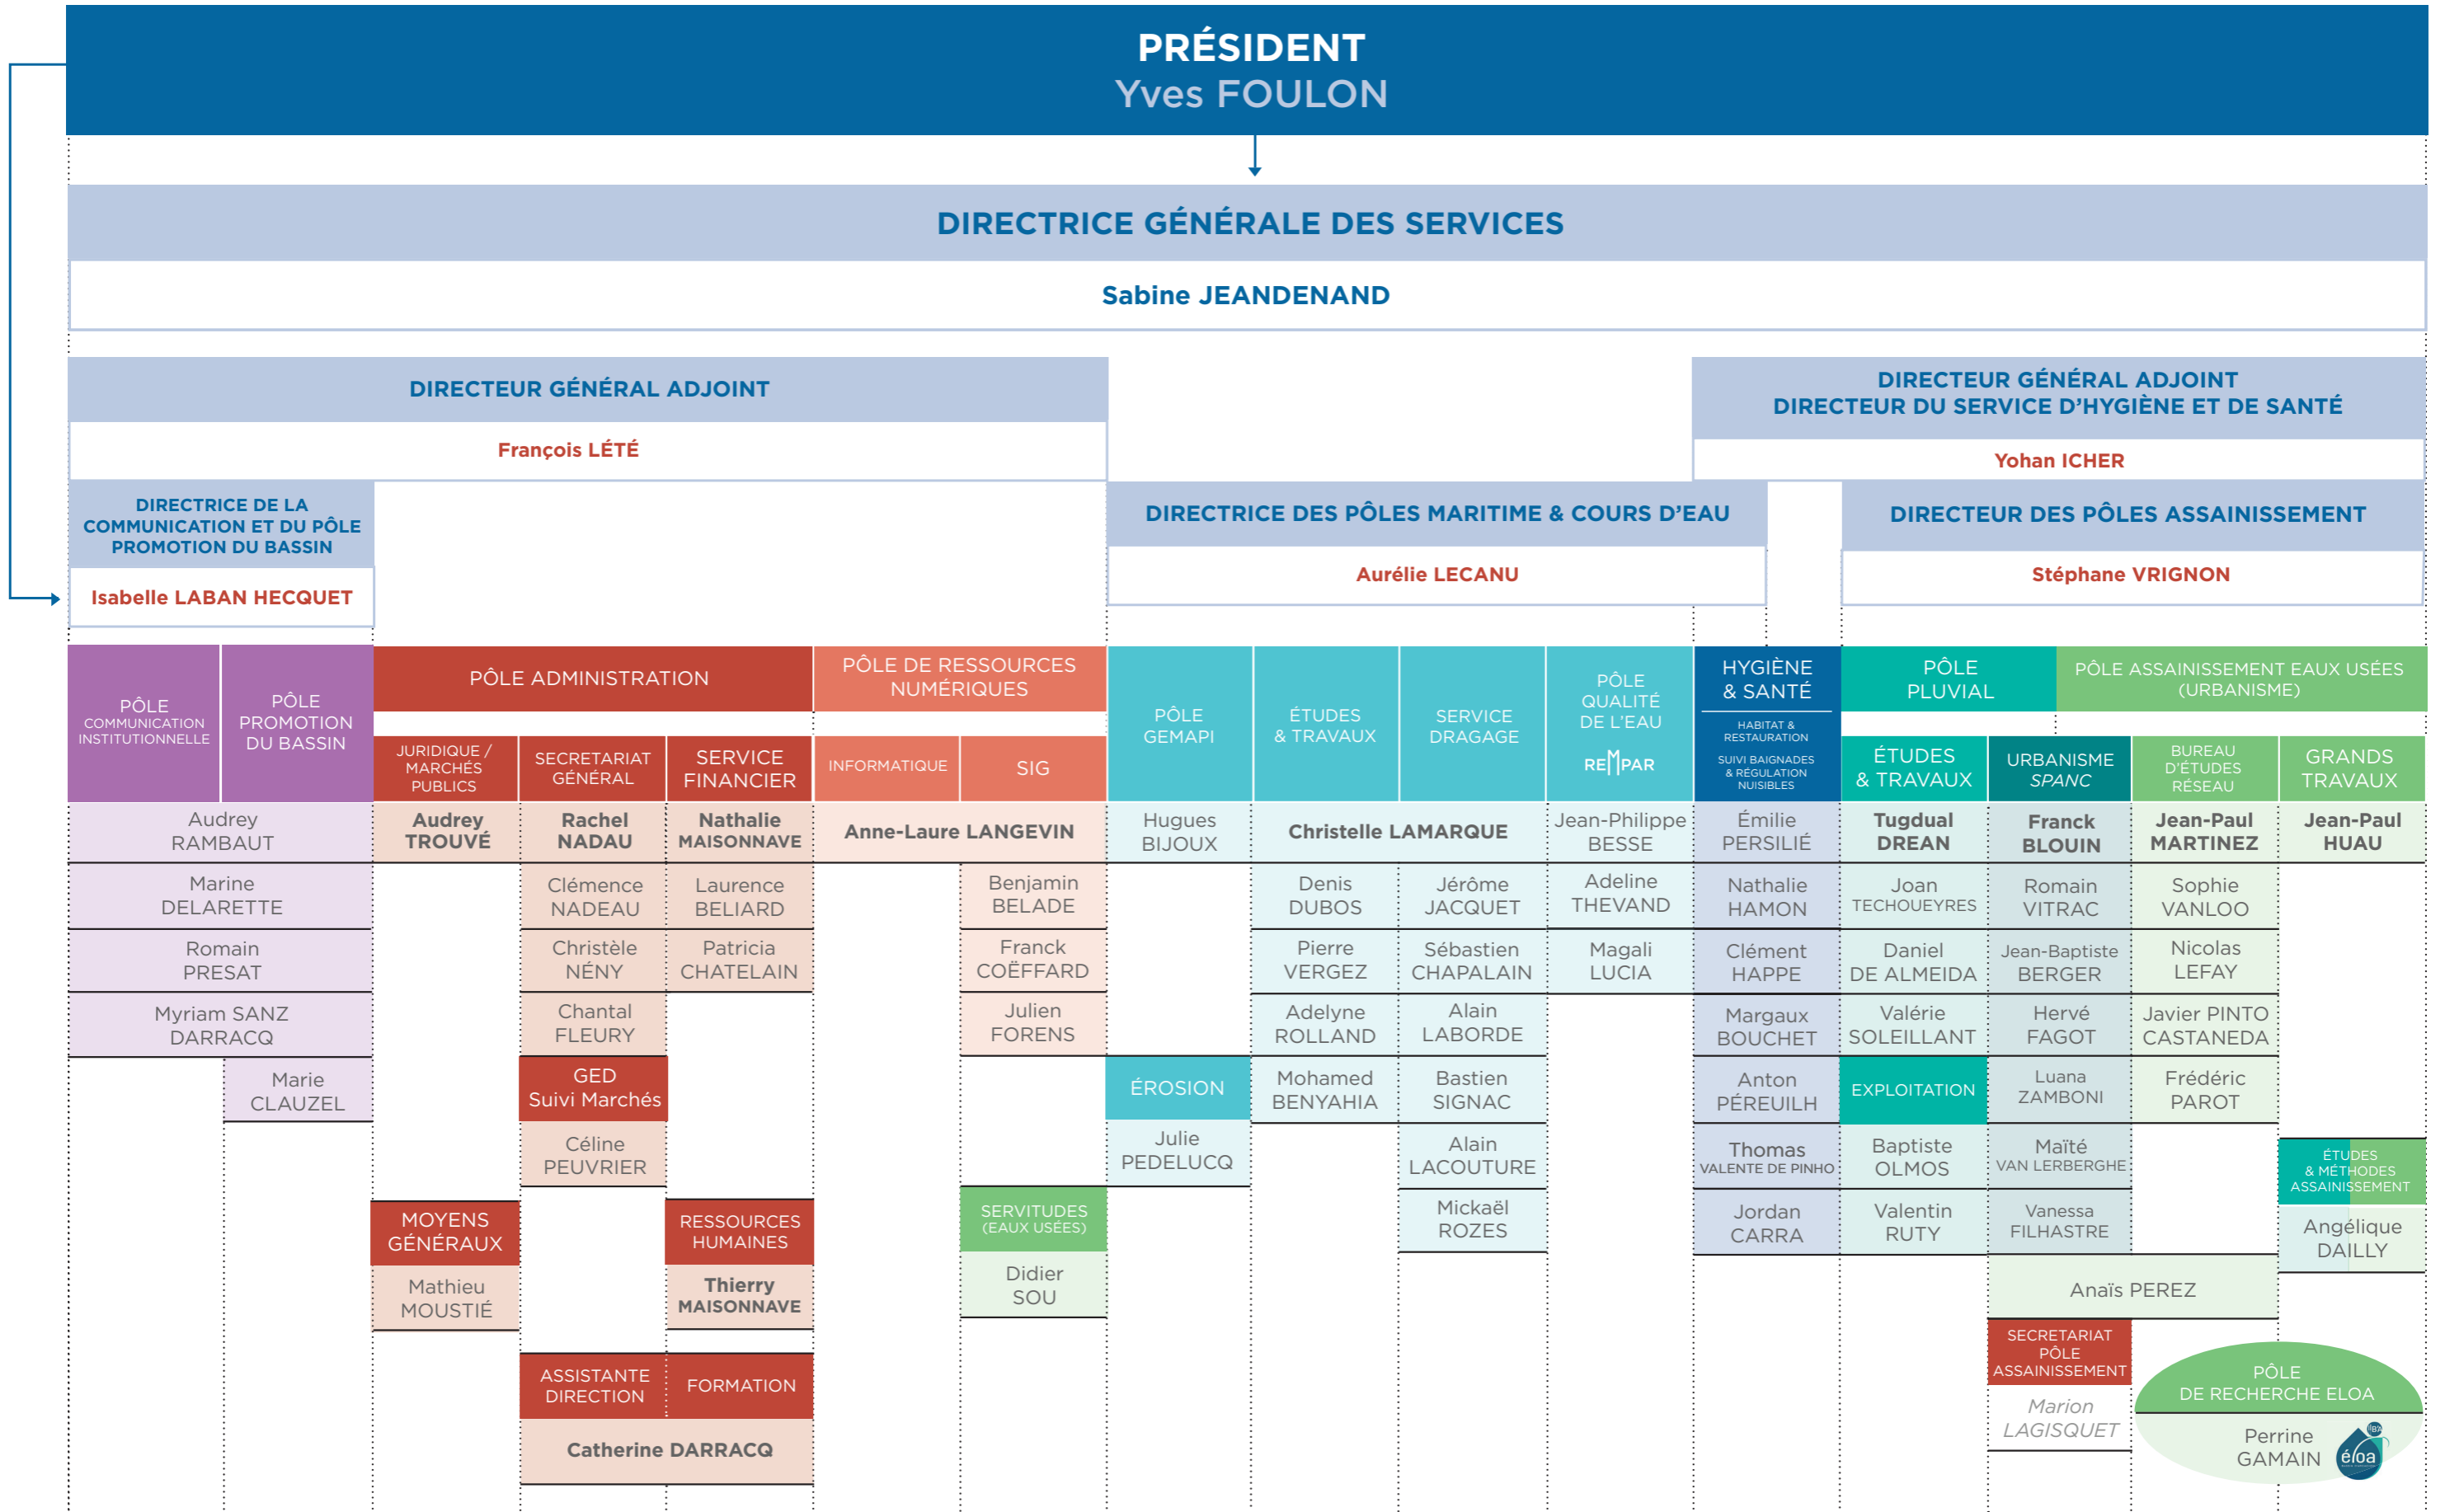 PRÉSIDENT
Yves FOULON
DIRECTRICE GÉNÉRALE DES SERVICES
Sabine JEANDENAND
DIRECTEUR GÉNÉRAL ADJOINT
François LÉTÉ
DIRECTEUR GÉNÉRAL ADJOINT
DIRECTEUR DU SERVICE D'HYGIÈNE ET DE SANTÉ
Yohan ICHER
DIRECTRICE DE LA
COMMUNICATION ET DU PÔLE
PROMOTION DU BASSIN
Isabelle LABAN HECQUET
DIRECTRICE DES PÔLES MARITIME & COURS D'EAU
Aurélie LECANU
DIRECTEUR DES PÔLES ASSAINISSEMENT
Stéphane VRIGNON
PÔLE
COMMUNICATION
INSTITUTIONNELLE
PÔLE
PROMOTION
DU BASSIN
Audrey
RAMBAUT
Marine
DELARETTE
Romain
PRESAT
Myriam SANZ
DARRACQ
Marie
CLAUZEL
PÔLE ADMINISTRATION
JURIDIQUE /
MARCHÉS
PUBLICS
Audrey
TROUVÉ
MOYENS
GÉNÉRAUX
Mathieu
MOUSTIÉ
SECRETARIAT
GÉNÉRAL
Rachel
NADAU
Clémence
NADEAU
Christèle
NÉNY
Chantal
FLEURY
GED
Suivi Marchés
Céline
PEUVRIER
SERVICE
FINANCIER
Nathalie
MAISONNAVE
Laurence
BELIARD
Patricia
CHATELAIN
RESSOURCES
HUMAINES
Thierry
MAISONNAVE
ASSISTANTE
DIRECTION
FORMATION
Catherine DARRACQ
PÔLE DE RESSOURCES
NUMÉRIQUES
INFORMATIQUE
SIG
Anne-Laure LANGEVIN
Benjamin
BELADE
Franck
COËFFARD
Julien
FORENS
SERVITUDES
(EAUX USÉES)
Didier
SOU
PÔLE
GEMAPI
Hugues
BIJOUX
ÉROSION
Julie
PEDELUCQ
ÉTUDES
& TRAVAUX
SERVICE
DRAGAGE
Christelle LAMARQUE
Denis
DUBOS
Pierre
VERGEZ
Adelyne
ROLLAND
Mohamed
BENYAHIA
Jérôme
JACQUET
Sébastien
CHAPALAIN
Alain
LABORDE
Bastien
SIGNAC
Alain
LACOUTURE
Mickaël
ROZES
PÔLE
QUALITÉ
DE L'EAU
REMPAR
Jean-Philippe
BESSE
Adeline
THEVAND
Magali
LUCIA
HYGIÈNE
& SANTÉ
HABITAT &
RESTAURATION
SUIVI BAIGNADES
& RÉGULATION
NUISIBLES
Émilie
PERSILIÉ
Nathalie
HAMON
Clément
HAPPE
Margaux
BOUCHET
Anton
PÉREUILH
Thomas
VALENTE DE PINHO
Jordan
CARRA
PÔLE
PLUVIAL
PÔLE ASSAINISSEMENT EAUX USÉES
(URBANISME)
ÉTUDES
& TRAVAUX
Tugdual
DREAN
Joan
TECHOUEYRES
Daniel
DE ALMEIDA
Valérie
SOLEILLANT
EXPLOITATION
Baptiste
OLMOS
Valentin
RUTY
URBANISME
SPANC
Franck
BLOUIN
Romain
VITRAC
Jean-Baptiste
BERGER
Hervé
FAGOT
Luana
ZAMBONI
Maïté
VAN LERBERGHE
Vanessa
FILHASTRE
BUREAU
D'ÉTUDES
RÉSEAU
Jean-Paul
MARTINEZ
Sophie
VANLOO
Nicolas
LEFAY
Javier PINTO
CASTANEDA
Frédéric
PAROT
Anaïs PEREZ
SECRETARIAT
PÔLE
ASSAINISSEMENT
Marion
LAGISQUET
GRANDS
TRAVAUX
Jean-Paul
HUAU
ÉTUDES
& MÉTHODES
ASSAINISSEMENT
Angélique
DAILLY
PÔLE
DE RECHERCHE ELOA
Perrine
GAMAIN
éloa